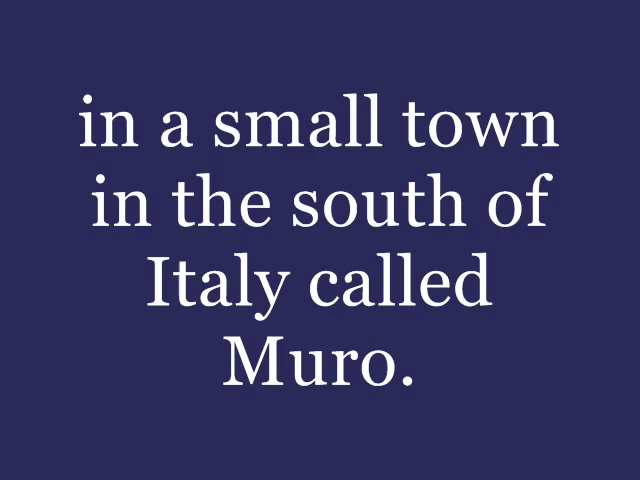 in a small town
in the south of
Italy called
Muro.